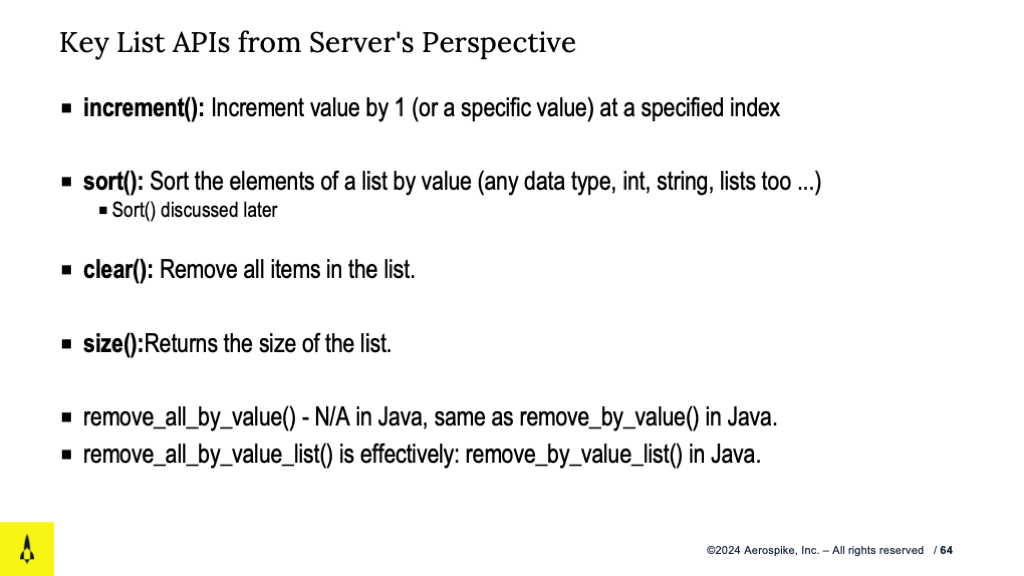 Key List APIs from Server's Perspective
▪ increment(): Increment value by 1 (or a specific value) at a specified index
▪ sort(): Sort the elements of a list by value (any data type, int, string, lists too ...)
▪ Sort() discussed later
▪ clear(): Remove all items in the list.
▪ size():Returns the size of the list.
▪ remove_all_by_value() - N/A in Java, same as remove_by_value() in Java.
▪ remove_all_by_value_list() is effectively: remove_by_value_list() in Java.
©2024 Aerospike, Inc. – All rights reserved / 64